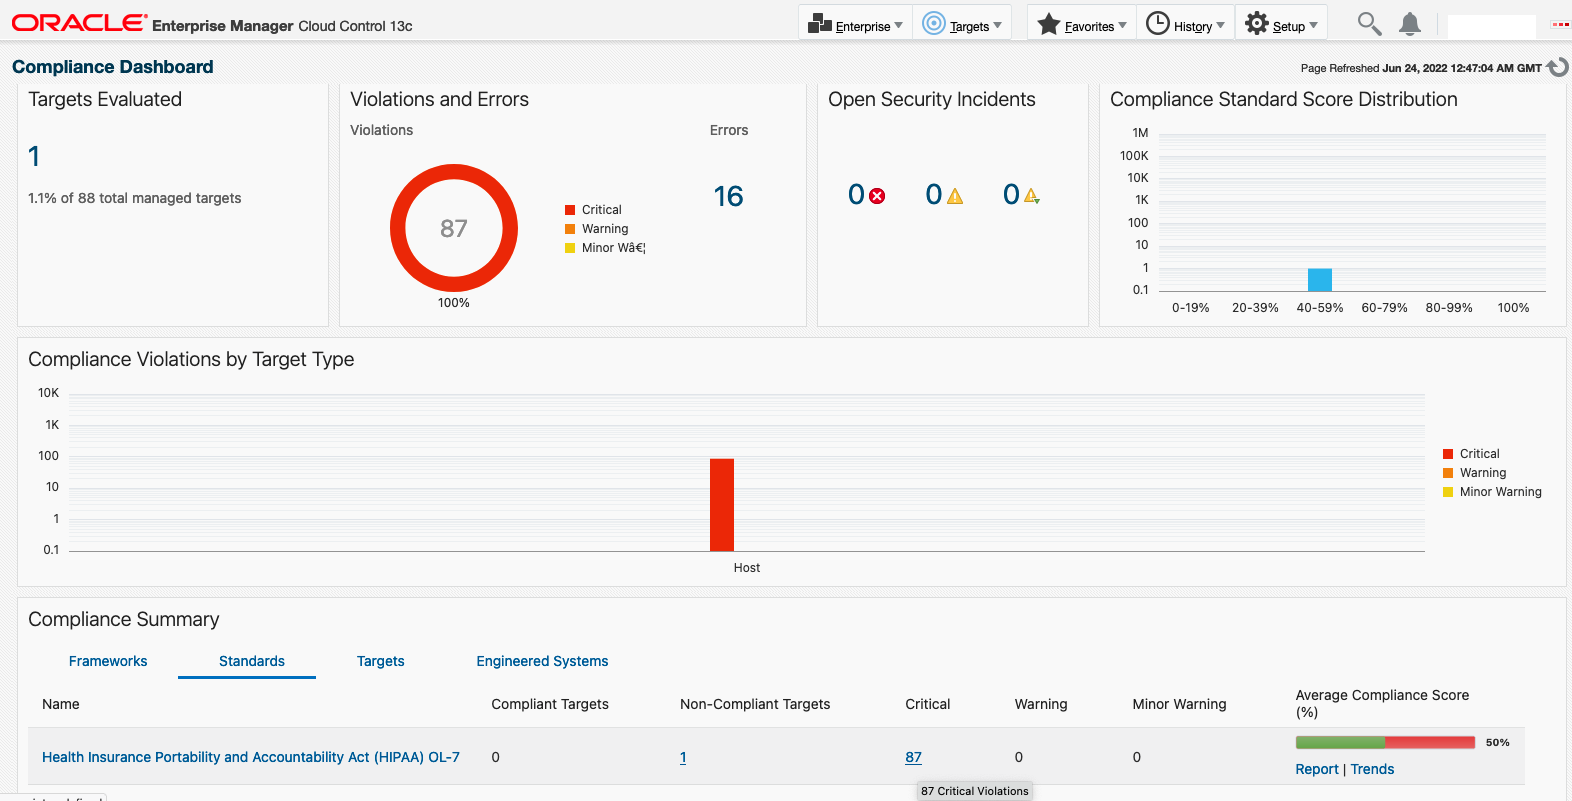 ORACLE® Enterprise Manager Cloud Control 13c
Enterprise
Targets
Favorites
History
Setup
Compliance Dashboard
Page Refreshed Jun 24, 2022 12:47:04 AM GMT
Targets Evaluated
1
1.1% of 88 total managed targets
Violations and Errors
Violations
Errors
87
100%
Critical
Warning
Minor Wâ€¦
16
Open Security Incidents
0
0
0
Compliance Standard Score Distribution
1M
100K
10K
1K
100
10
1
0.1
0-19% 20-39% 40-59% 60-79% 80-99% 100%
Compliance Violations by Target Type
10K
1K
100
10
1
0.1
Host
Critical
Warning
Minor Warning
Compliance Summary
Frameworks Standards Targets Engineered Systems
Name Compliant Targets Non-Compliant Targets Critical Warning Minor Warning Average Compliance Score
(%)
Health Insurance Portability and Accountability Act (HIPAA) OL-7 0 1 87 0 0 50%
Report | Trends
87 Critical Violations